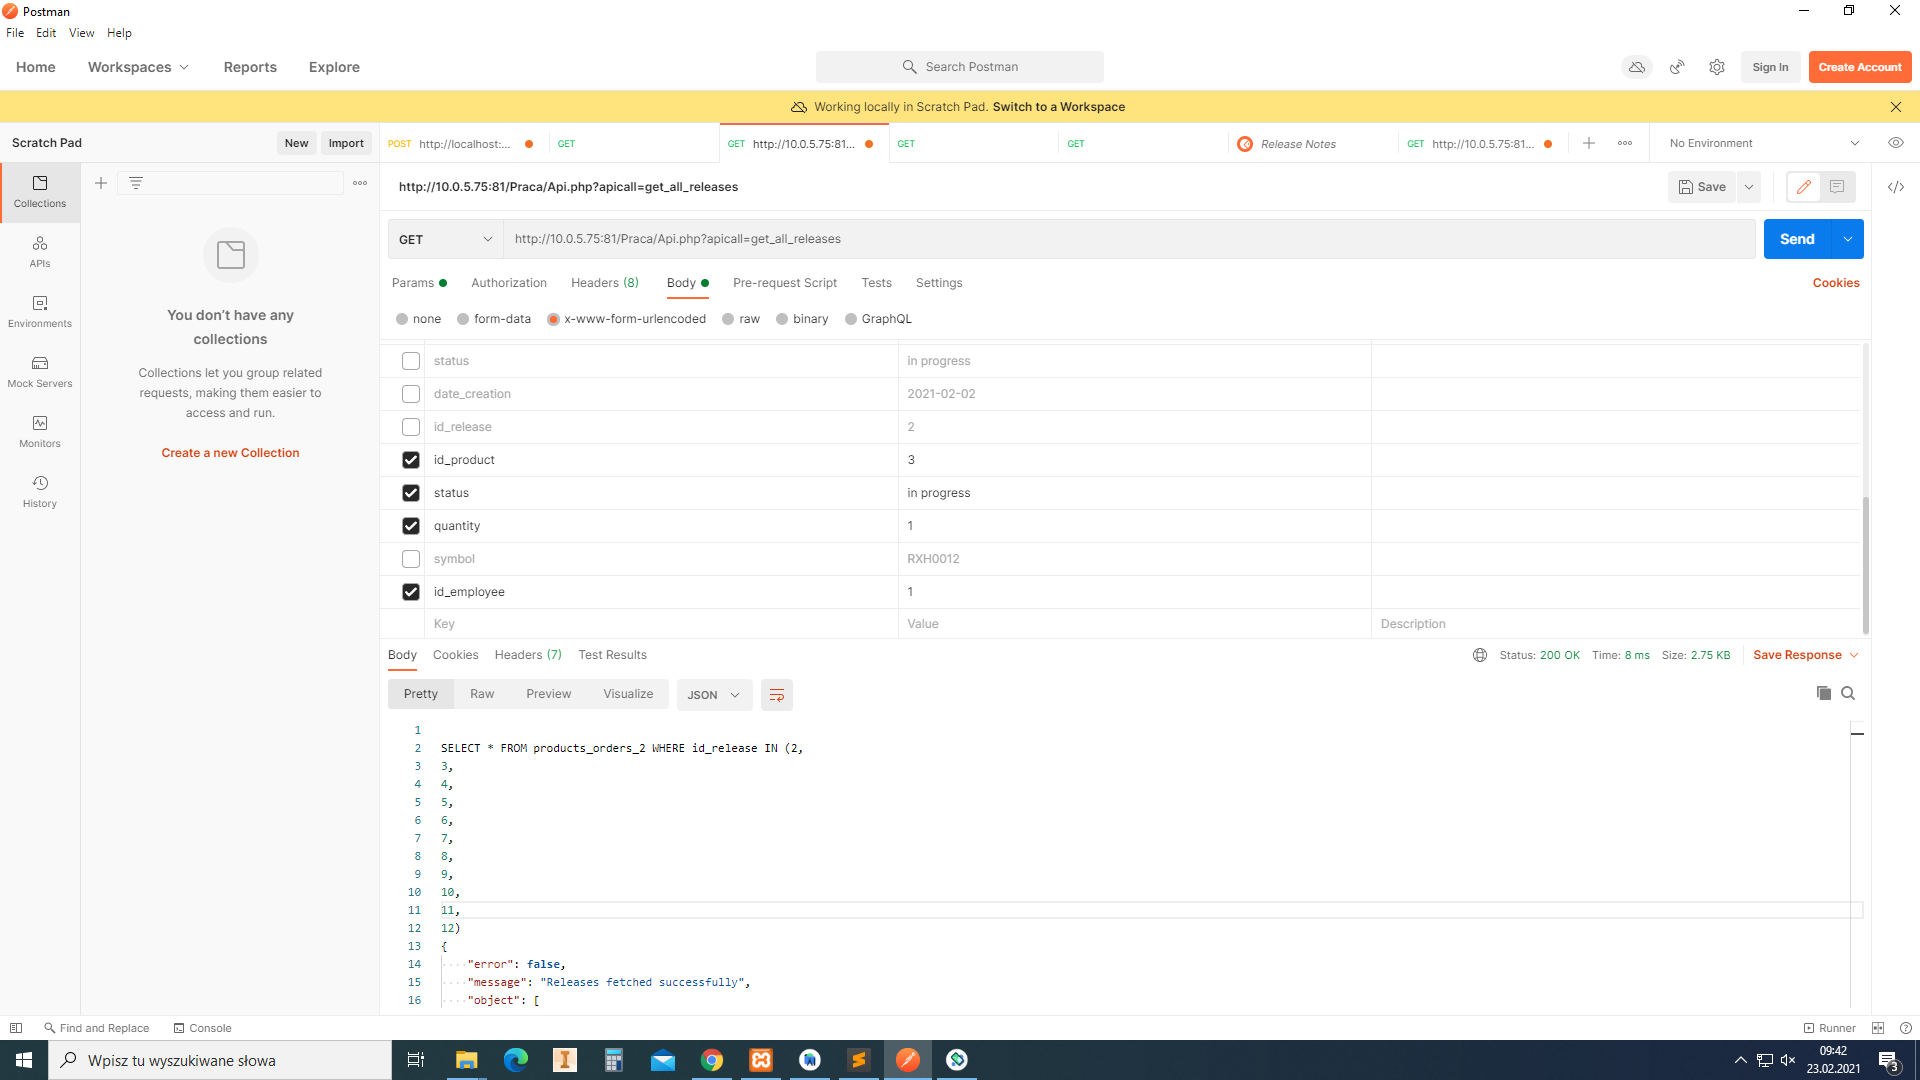 Postman
File Edit View Help
Home Workspaces Reports Explore Search Postman Sign In Create Account
Working locally in Scratch Pad. Switch to a Workspace
Scratch Pad New Import POST http://localhost:... GET GET http://10.0.5.75:81... GET GET Release Notes GET http://10.0.5.75:81... No Environment
Collections
APIs
Environments
Mock Servers
Monitors
History
You don't have any
collections
Collections let you group related
requests, making them easier to
access and run.
Create a new Collection
http://10.0.5.75:81/Praca/Api.php?apicall=get_all_releases Save
GET http://10.0.5.75:81/Praca/Api.php?apicall=get_all_releases Send
Params Authorization Headers (8) Body Pre-request Script Tests Settings Cookies
none form-data x-www-form-urlencoded raw binary GraphQL
status in progress
date_creation 2021-02-02
id_release 2
id_product 3
status in progress
quantity 1
symbol RXH0012
id_employee 1
Key Value Description
Body Cookies Headers (7) Test Results Status: 200 OK Time: 8 ms Size: 2.75 KB Save Response
Pretty Raw Preview Visualize JSON
1
2 SELECT * FROM products_orders_2 WHERE id_release IN (2,
3 3,
4 4,
5 5,
6 6,
7 7,
8 8,
9 9,
10 10,
11 11,
12 12)
13 {
14 "error": false,
15 "message": "Releases fetched successfully",
16 "object": [
Find and Replace Console Runner
Wpisz tu wyszukiwane słowa
09:42
23.02.2021
3